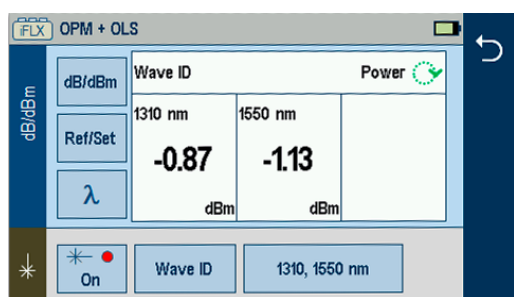 iFLX OPM + OLS
dB/dBm
dB/dBm
Ref/Set
λ
Wave ID Power
1310 nm 1550 nm
-0.87 -1.13
dBm dBm
On
Wave ID
1310, 1550 nm